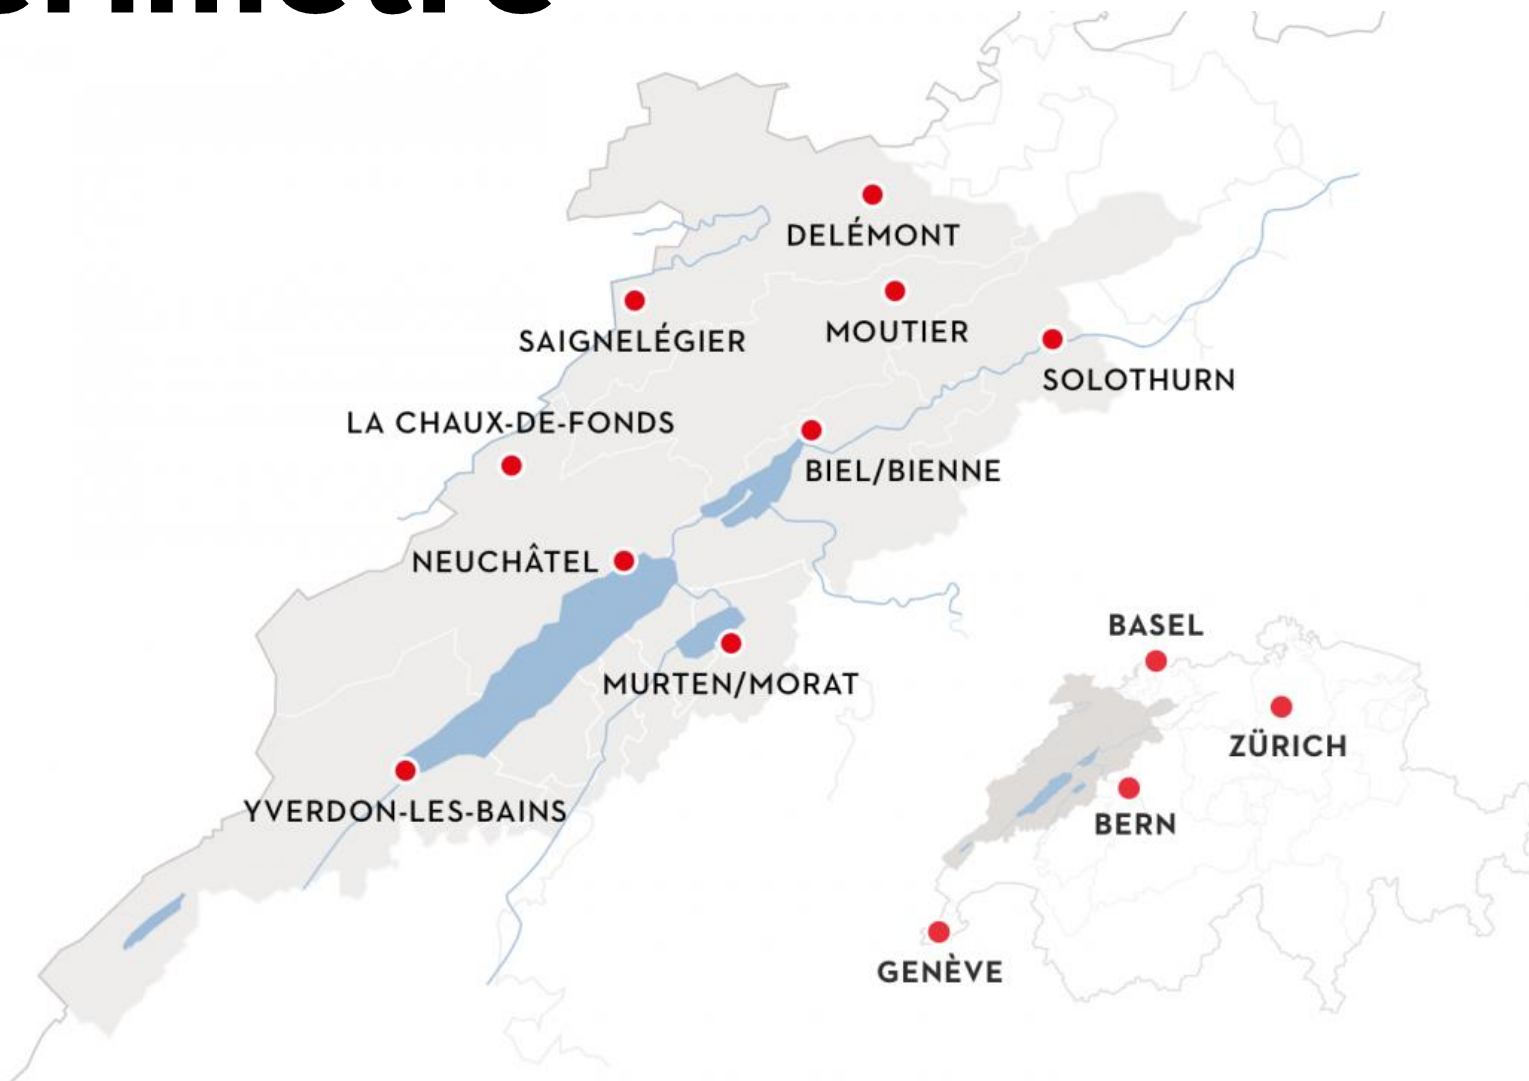 DELÉMONT
SAIGNELÉGIER
MOUTIER
SOLOTHURN
LA CHAUX-DE-FONDS
BIEL/BIENNE
NEUCHÂTEL
MURTEN/MORAT
YVERDON-LES-BAINS
BASEL
ZÜRICH
BERN
GENÈVE